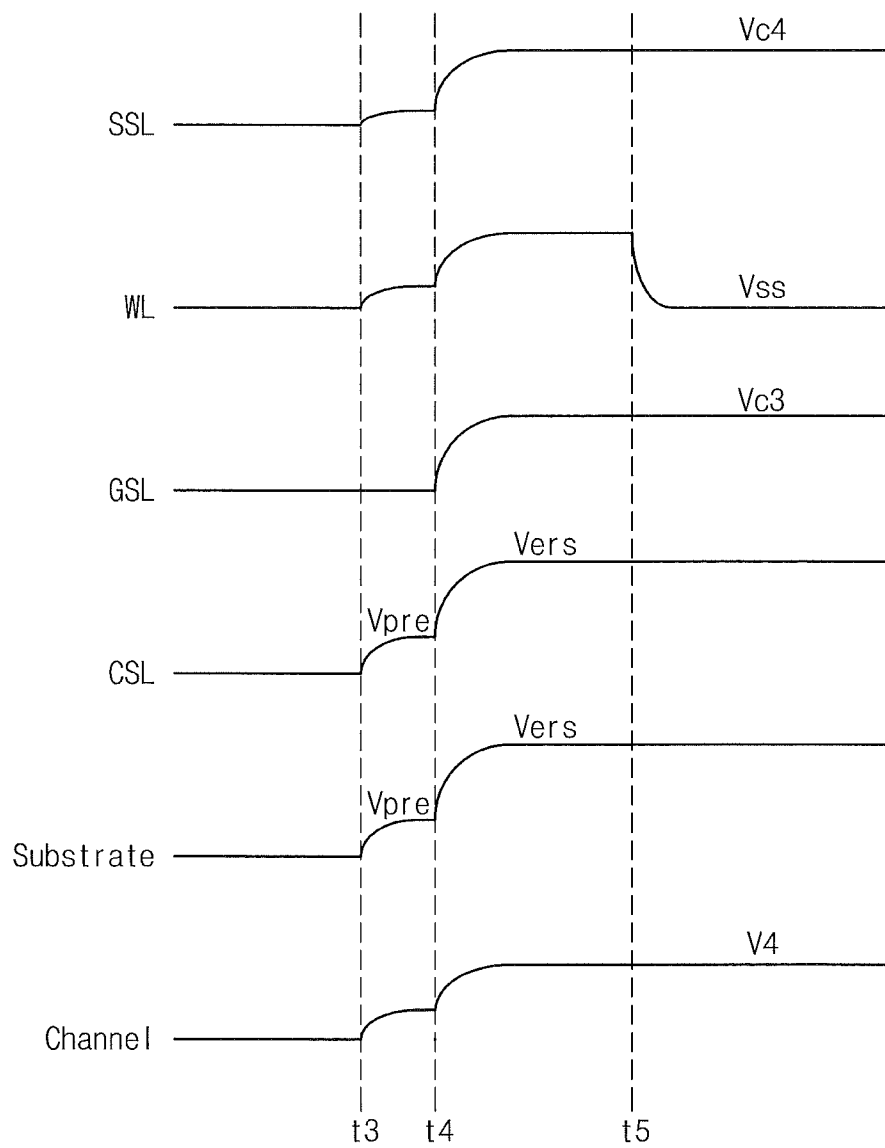 Vc4
SSL
Vss
WL
Vc3
GSL
Vers
Vpre
CSL
Vers
Vpre
Substrate
V4
Channel
t3 t4 t5